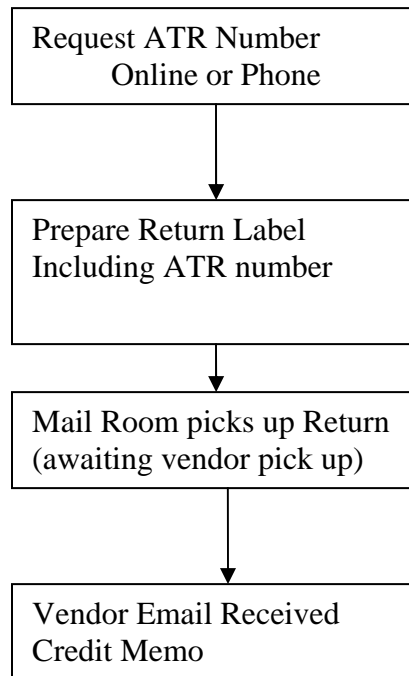 Request ATR Number
Online or Phone
Prepare Return Label
Including ATR number
Mail Room picks up Return
(awaiting vendor pick up)
Vendor Email Received
Credit Memo